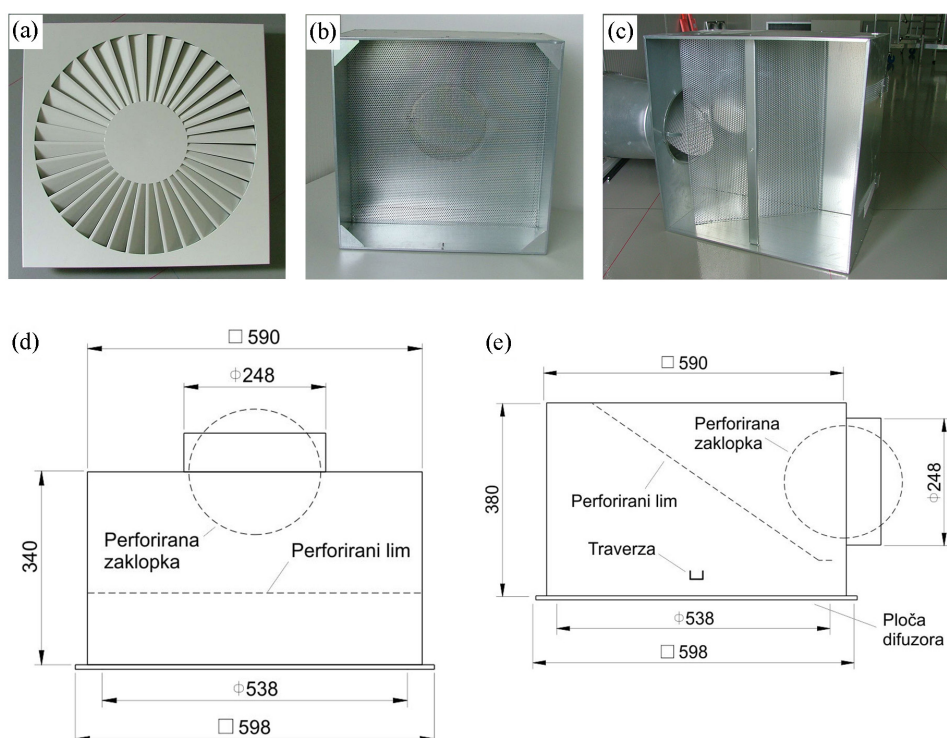 (a)
(b)
(c)
(d)
□ 590
ϕ248
340
Perforirana
zaklopka
Perforirani lim
ϕ538
□ 598
(e)
□ 590
380
Perforirana
zaklopka
ϕ248
Perforirani lim
Traverza
ϕ538
□ 598
Ploča
difuzora